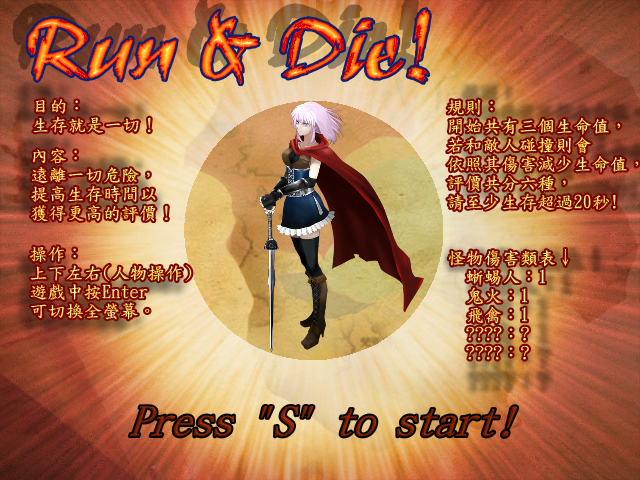 Run & Die!
目的：
生存就是一切！
內容：
遠離一切危險，
提高生存時間以
獲得更高的評價！
操作：
上下左右(人物操作)
遊戲中按Enter
可切換全螢幕。
規則：
開始共有三個生命值，
若和敵人碰撞則會
依照其傷害減少生命值，
評價共分六種，
請至少生存超過20秒!
怪物傷害類表↓
蜥蜴人：1
鬼火：1
飛禽：1
????：?
????：?
Press "S" to start!